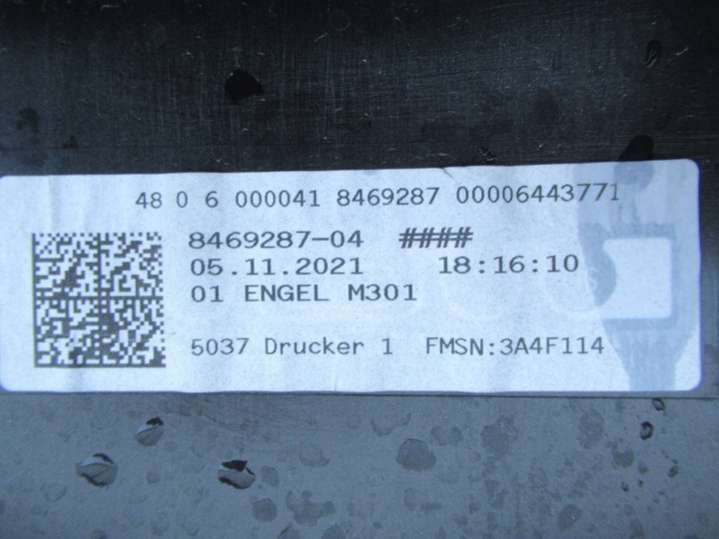 48 0 6 000041 8469287 00006443771
8469287-04 ####
05.11.2021 18:16:10
01 ENGEL M301
5037 Drucker 1 FMSN:3A4F114